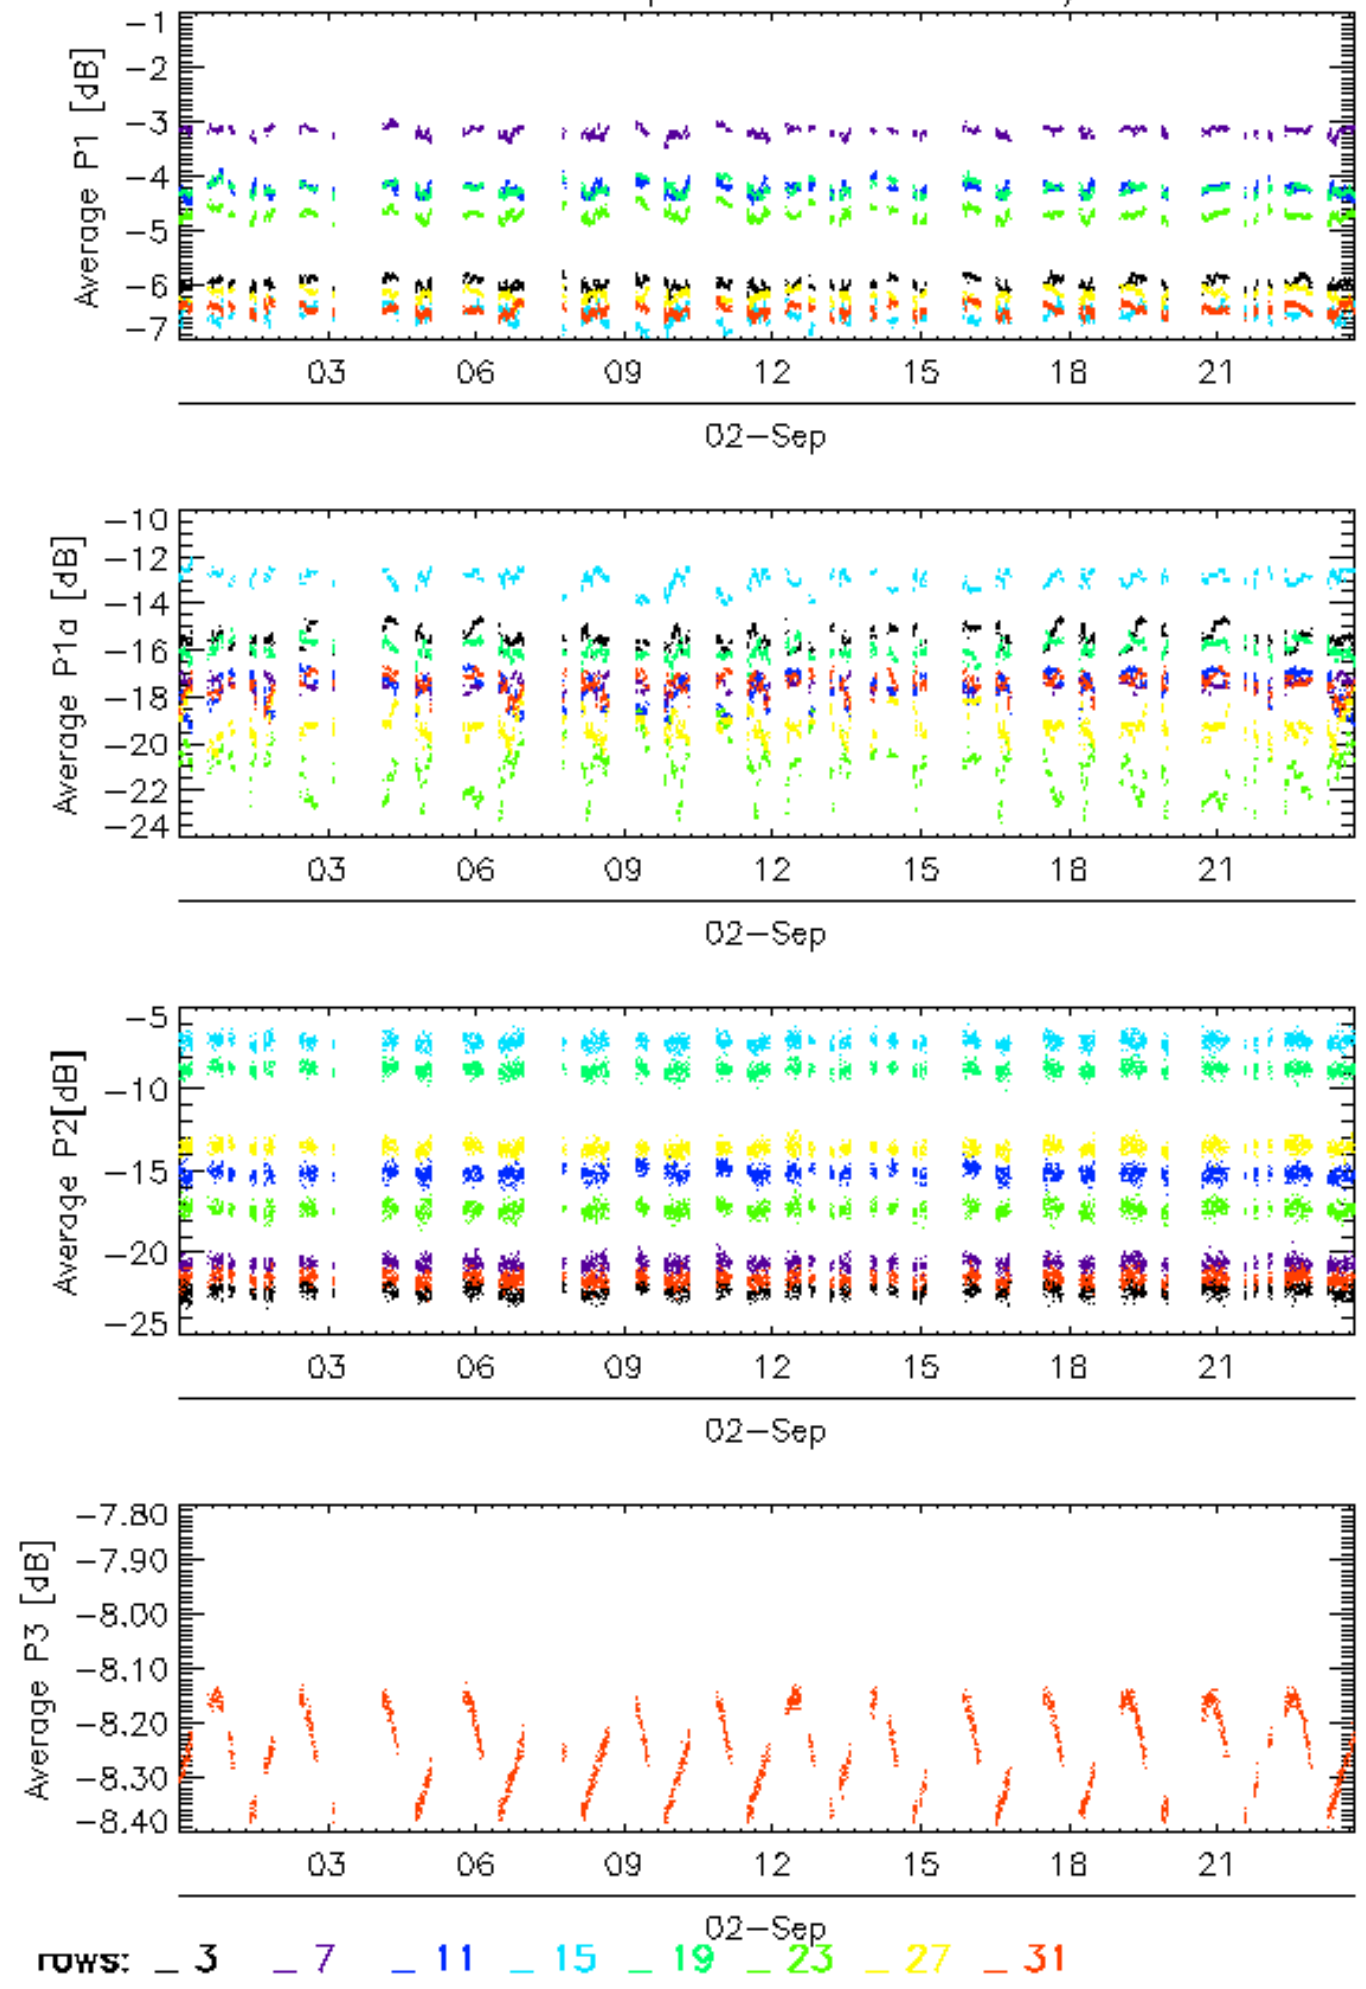 Average P1 [dB]
-1
-2
-3
-4
-5
-6
-7
03 06 09 12 15 18 21
02-Sep
Average P1a [dB]
-10
-12
-14
-16
-18
-20
-22
-24
03 06 09 12 15 18 21
02-Sep
Average P2[dB]
-5
-10
-15
-20
-25
03 06 09 12 15 18 21
02-Sep
Average P3 [dB]
-7.80
-7.90
-8.00
-8.10
-8.20
-8.30
-8.40
03 06 09 12 15 18 21
02-Sep
rows: _ 3 _ 7 _ 11 _ 15 _ 19 _ 23 _ 27 _ 31